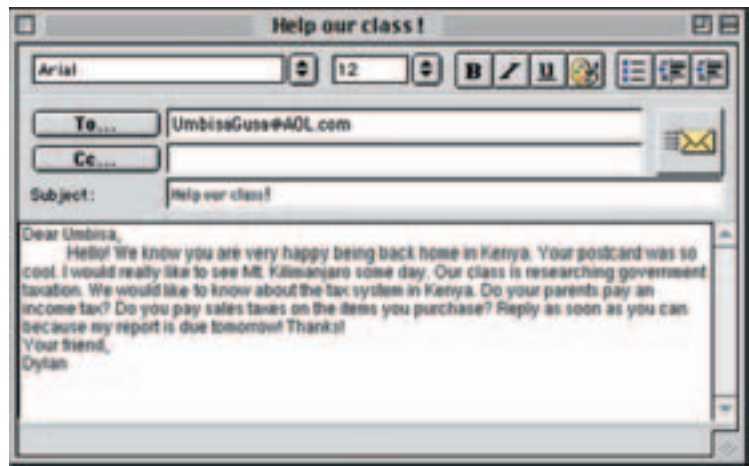 Help our class!
Arial 12 B I U
To... UmbisaGusa@AOL.com
Cc...
Subject: Help our class!
Dear Umbisa,
Hello! We know you are very happy being back home in Kenya. Your postcard was so
cool. I would really like to see Mt. Kilimanjaro some day. Our class is researching government
taxation. We would like to know about the tax system in Kenya. Do your parents pay an
income tax? Do you pay sales taxes on the items you purchase? Reply as soon as you can
because my report is due tomorrow! Thanks!
Your friend,
Dylan